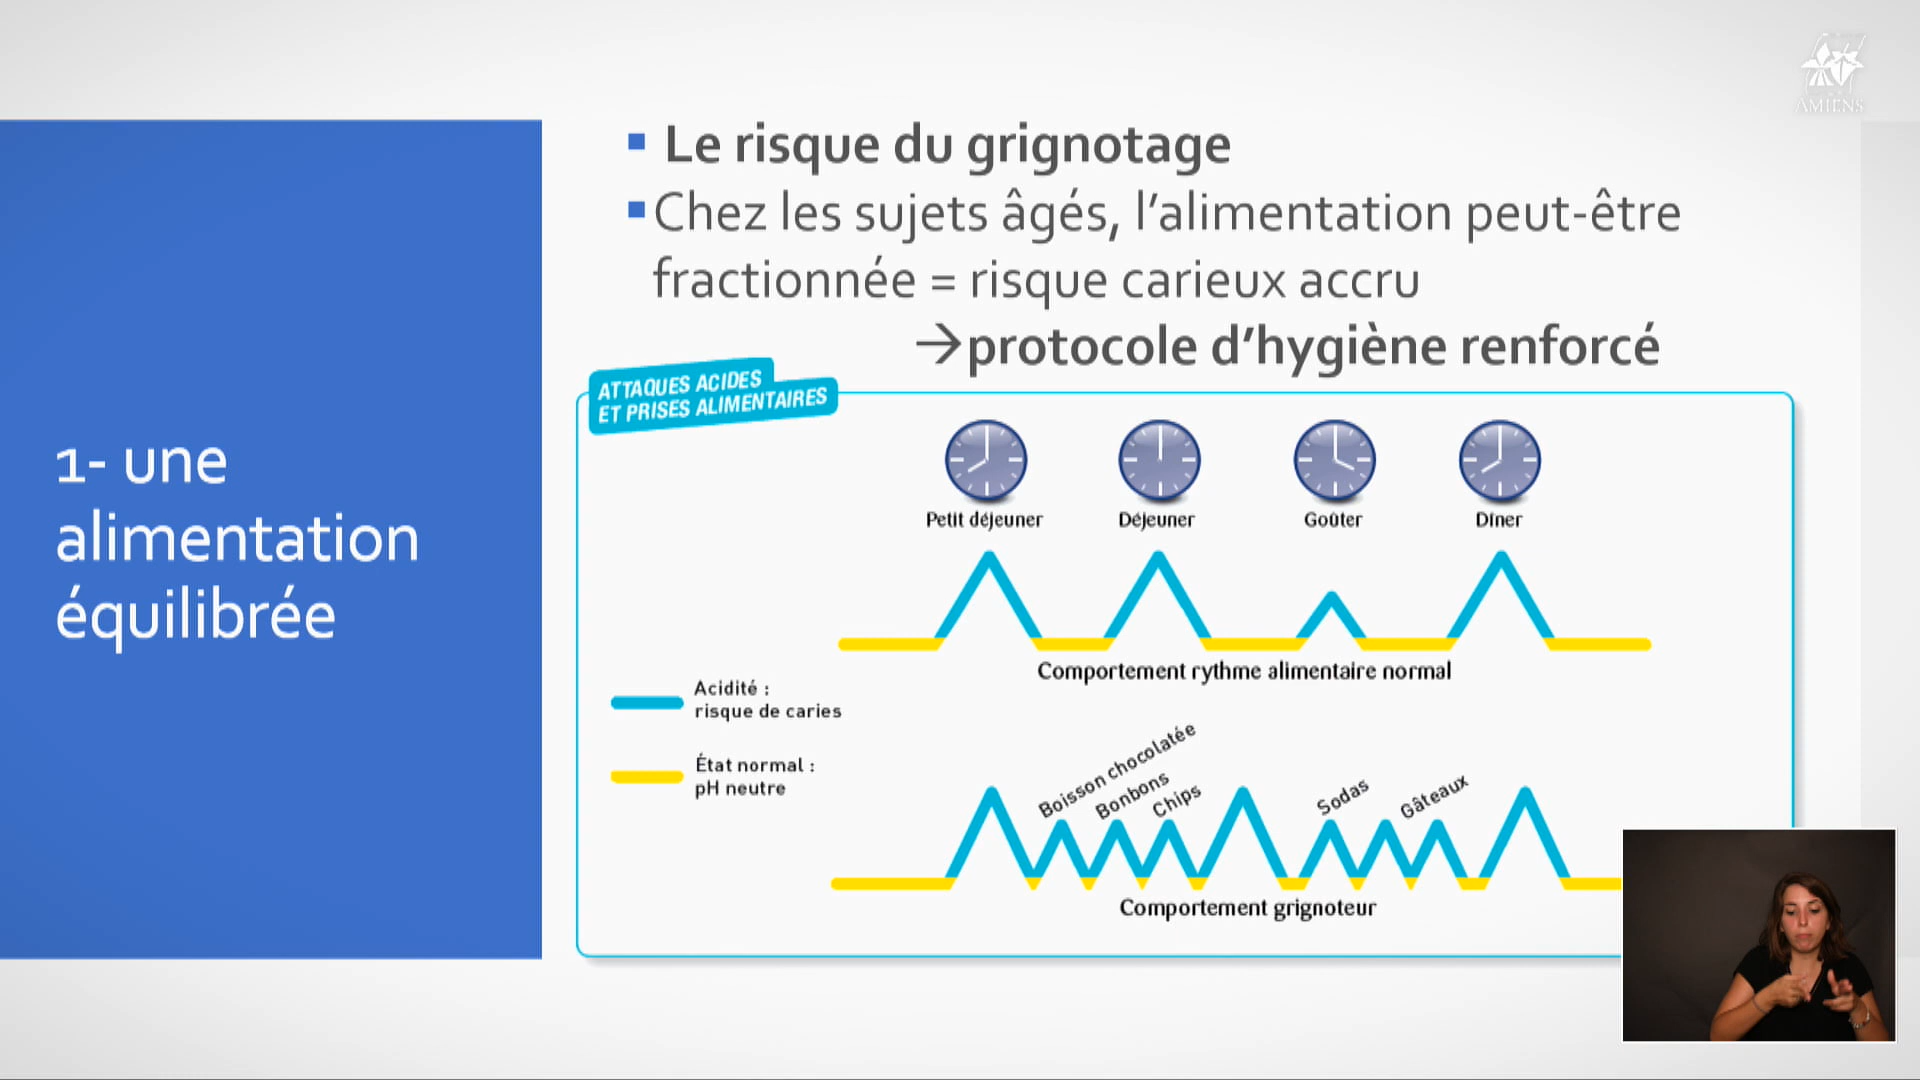 AMIENS
1- une
alimentation
équilibrée
Le risque du grignotage
Chez les sujets âgés, l’alimentation peut-être
fractionnée = risque carieux accru
→protocole d’hygiène renforcé
ATTAQUES ACIDES
ET PRISES ALIMENTAIRES
Petit déjeuner
Déjeuner
Goûter
Dîner
Comportement rythme alimentaire normal
Acidité :
risque de caries
État normal :
pH neutre
Boisson chocolatée
Bonbons
Chips
Sodas
Gâteaux
Comportement grignoteur